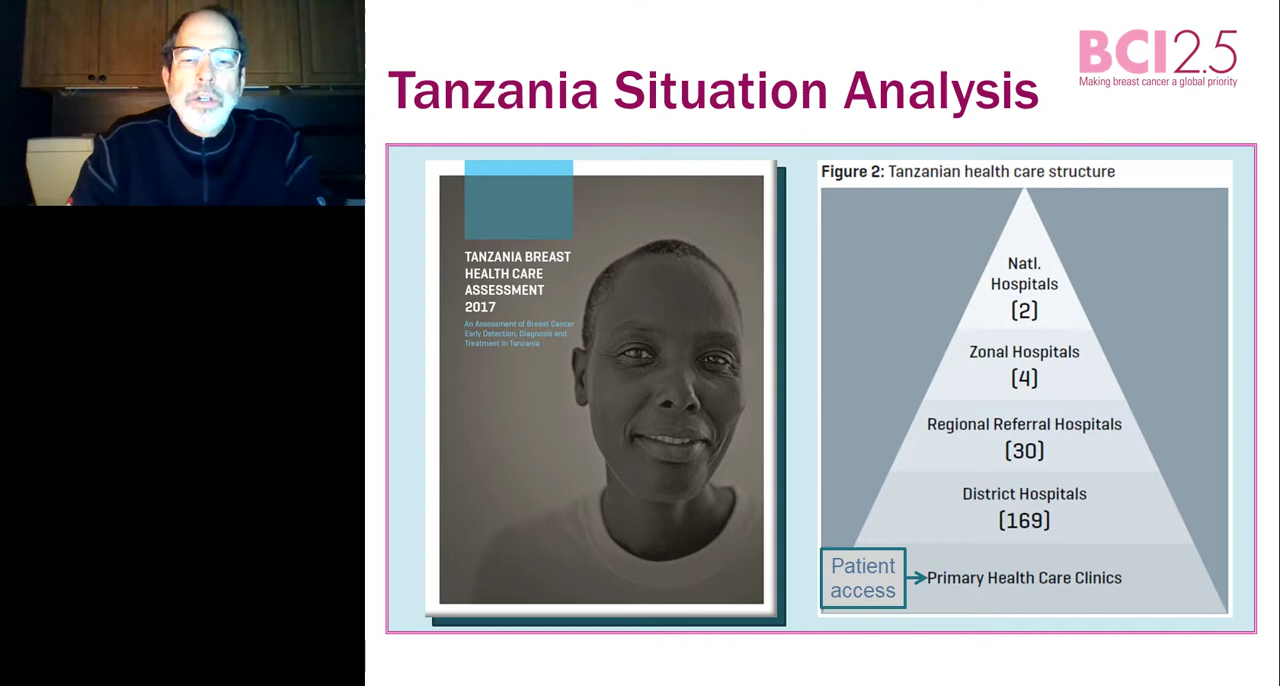 BCI2.5
Making breast cancer a global priority
Tanzania Situation Analysis
TANZANIA BREAST
HEALTH CARE
ASSESSMENT
2017
An Assessment of Breast Cancer
Early Detection, Diagnosis and
Treatment in Tanzania
Figure 2: Tanzanian health care structure
Natl.
Hospitals
(2)
Zonal Hospitals
(4)
Regional Referral Hospitals
(30)
District Hospitals
(169)
Patient
access
Primary Health Care Clinics